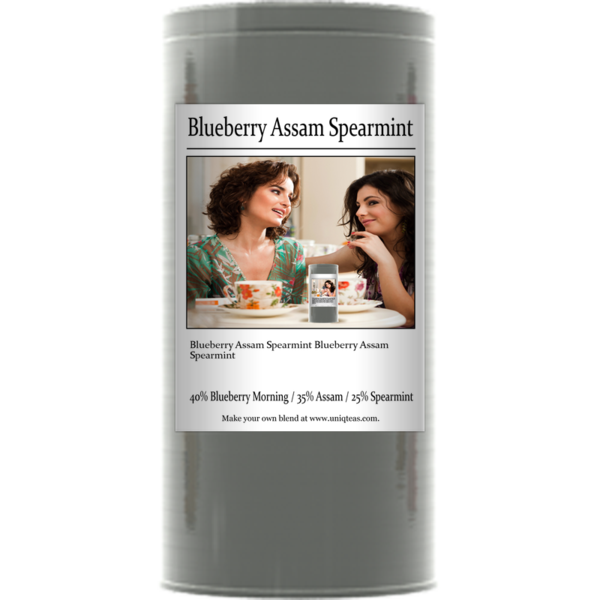 Blueberry Assam Spearmint
Blueberry Assam Spearmint Blueberry Assam
Spearmint
40% Blueberry Morning / 35% Assam / 25% Spearmint
Make your own blend at www.uniqteas.com.